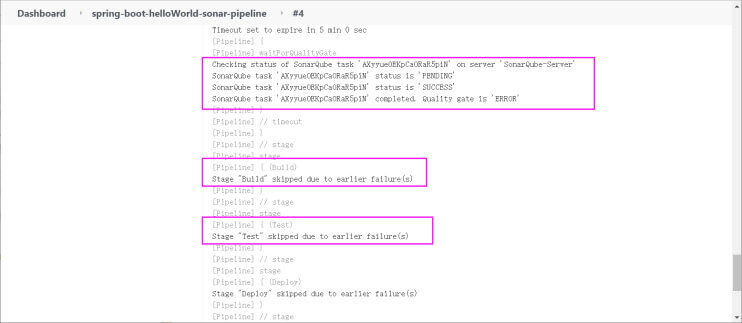 Dashboard › spring-boot-helloWorld-sonar-pipeline › #4
Timeout set to expire in 5 min 0 sec
[Pipeline] {
[Pipeline] waitForQualityGate
Checking status of SonarQube task 'AXyyueOBKpCaORaR5piN' on server 'SonarQube-Server'
SonarQube task 'AXyyueOBKpCaORaR5piN' status is 'PENDING'
SonarQube task 'AXyyueOBKpCaORaR5piN' status is 'SUCCESS'
SonarQube task 'AXyyueOBKpCaORaR5piN' completed. Quality gate is 'ERROR'
[Pipeline] }
[Pipeline] // timeout
[Pipeline] }
[Pipeline] // stage
[Pipeline] stage
[Pipeline] { (Build)
Stage "Build" skipped due to earlier failure(s)
[Pipeline] }
[Pipeline] // stage
[Pipeline] stage
[Pipeline] { (Test)
Stage "Test" skipped due to earlier failure(s)
[Pipeline] }
[Pipeline] // stage
[Pipeline] stage
[Pipeline] { (Deploy)
Stage "Deploy" skipped due to earlier failure(s)
[Pipeline] }
[Pipeline] // stage